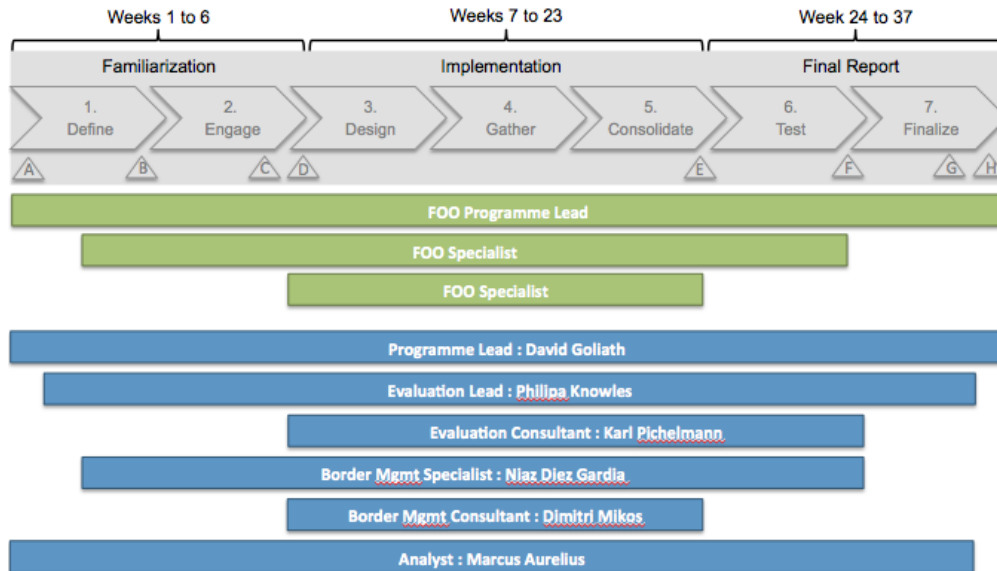 Weeks 1 to 6 Weeks 7 to 23 Week 24 to 37
Familiarization Implementation Final Report
1. 2. 3. 4. 5. 6. 7.
Define Engage Design Gather Consolidate Test Finalize
A B C D E F G H
FOO Programme Lead
FOO Specialist
FOO Specialist
Programme Lead : David Goliath
Evaluation Lead : Philipa Knowles
Evaluation Consultant : Karl Pichelmann
Border Mgmt Specialist : Niaz Diez Gardia
Border Mgmt Consultant : Dimitri Mikos
Analyst : Marcus Aurelius